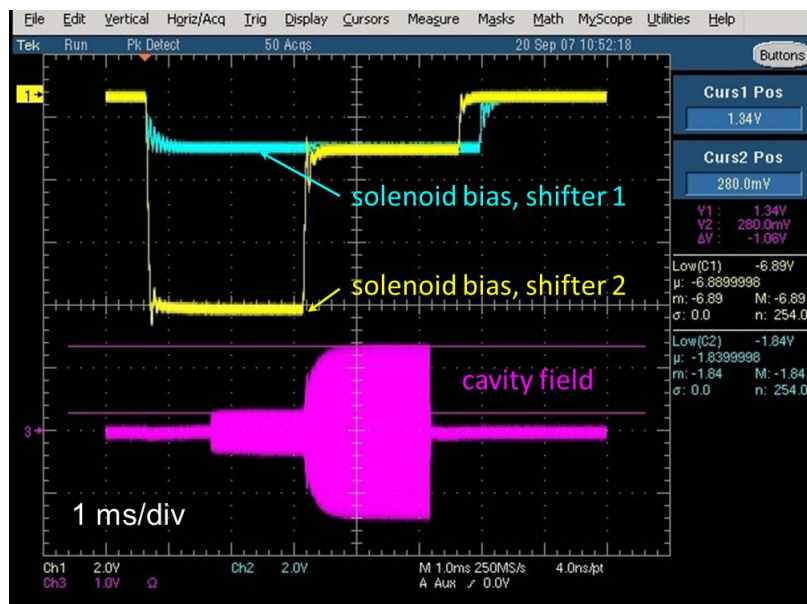 File Edit Vertical Horiz/Acq Trig Display Cursors Measure Masks Math MyScope Utilities Help
Tek Run Pk Detect 50 Acqs 20 Sep 07 10:52:18
Buttons
Curs1 Pos
1.34V
Curs2 Pos
280.0mV
V1: 1.34V
V2: 280.0mV
ΔV: -1.06V
Low(C1) -6.89V
μ: -6.8899998
m: -6.89 M: -6.89
σ: 0.0 n: 254.0
Low(C2) -1.84V
μ: -1.8399998
m: -1.84 M: -1.84
σ: 0.0 n: 254.0
1
solenoid bias, shifter 1
solenoid bias, shifter 2
cavity field
3
1 ms/div
Ch1 2.0V Ch2 2.0V M 1.0ms 250MS/s 4.0ns/pt
Ch3 1.0V Ω A Aux 0.0V